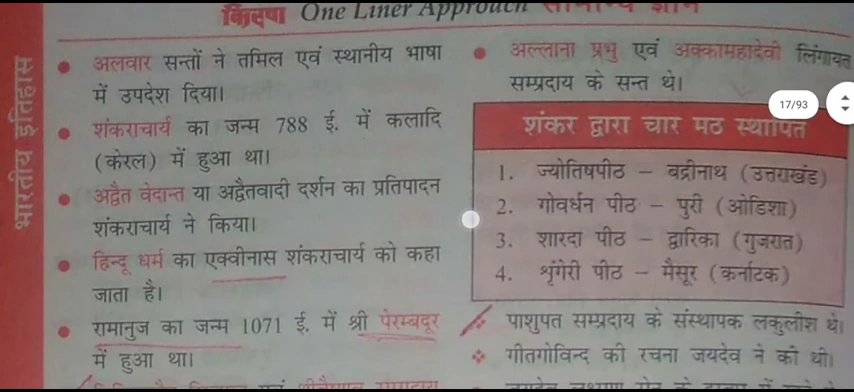 किरण One Liner Approach सामान्य ज्ञान
भारतीय इतिहास
अलवार सन्तों ने तमिल एवं स्थानीय भाषा
में उपदेश दिया।
शंकराचार्य का जन्म 788 ई. में कलादि
(केरल) में हुआ था।
अद्वैत वेदान्त या अद्वैतवादी दर्शन का प्रतिपादन
शंकराचार्य ने किया।
हिन्दू धर्म का एक्वीनास शंकराचार्य को कहा
जाता है।
रामानुज का जन्म 1071 ई. में श्री पेरम्बदूर
में हुआ था।
अल्लाना प्रभु एवं अक्कामहादेवी लिंगायत
सम्प्रदाय के सन्त थे।
17/93
शंकर द्वारा चार मठ स्थापित
1. ज्योतिषपीठ – बद्रीनाथ (उत्तराखंड)
2. गोवर्धन पीठ – पुरी (ओडिशा)
3. शारदा पीठ – द्वारिका (गुजरात)
4. श्रृंगेरी पीठ – मैसूर (कर्नाटक)
पाशुपत सम्प्रदाय के संस्थापक लकुलीश थे।
गीतगोविन्द की रचना जयदेव ने की थी।